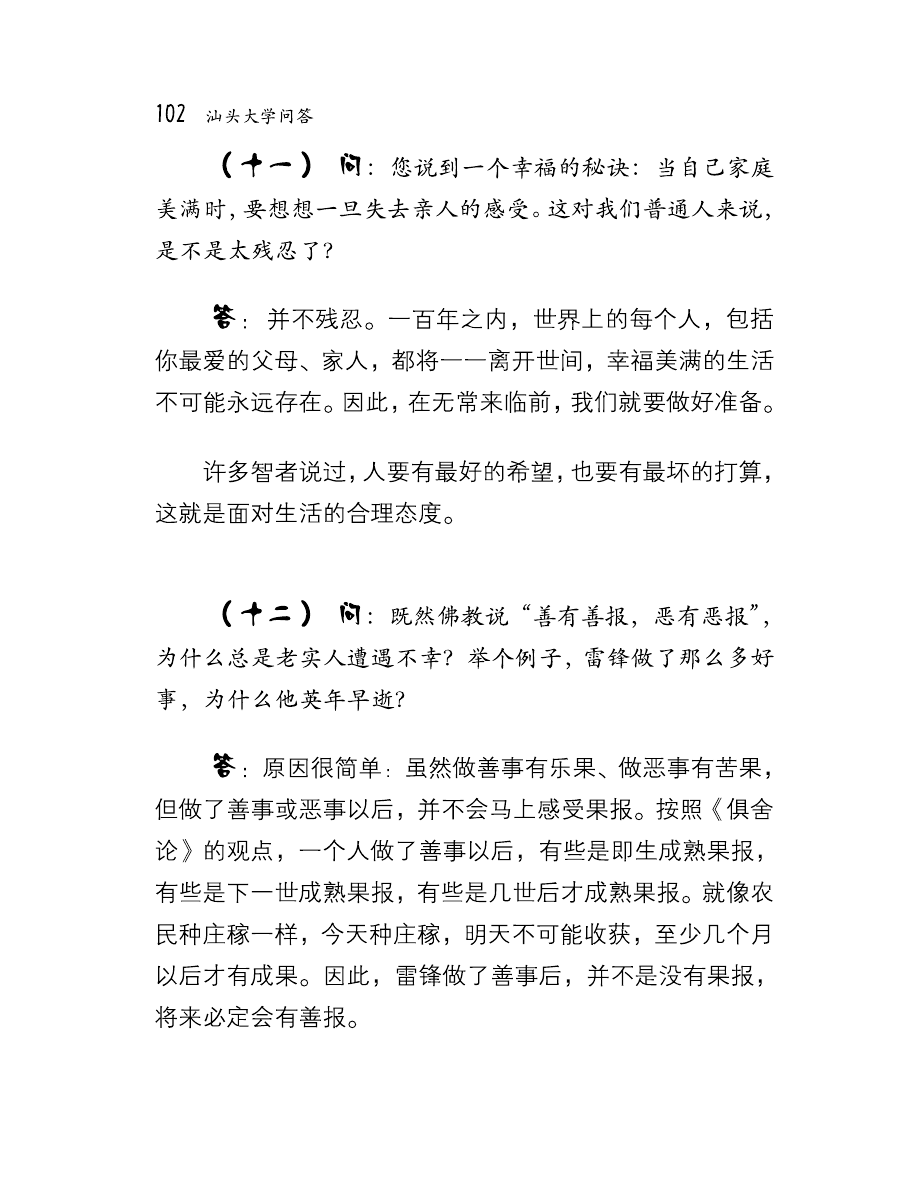 102 汕头大学问答
（十一） 问：您说到一个幸福的秘诀：当自己家庭
美满时，要想想一旦失去亲人的感受。这对我们普通人来说，
是不是太残忍了？
答：并不残忍。一百年之内，世界上的每个人，包括
你最爱的父母、家人，都将一一离开世间，幸福美满的生活
不可能永远存在。因此，在无常来临前，我们就要做好准备。
许多智者说过，人要有最好的希望，也要有最坏的打算，
这就是面对生活的合理态度。
（十二） 问：既然佛教说“善有善报，恶有恶报”，
为什么总是老实人遭遇不幸？举个例子，雷锋做了那么多好
事，为什么他英年早逝？
答：原因很简单：虽然做善事有乐果、做恶事有苦果，
但做了善事或恶事以后，并不会马上感受果报。按照《俱舍
论》的观点，一个人做了善事以后，有些是即生成熟果报，
有些是下一世成熟果报，有些是几世后才成熟果报。就像农
民种庄稼一样，今天种庄稼，明天不可能收获，至少几个月
以后才有成果。因此，雷锋做了善事后，并不是没有果报，
将来必定会有善报。